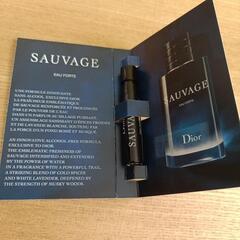 SAUVAGE
EAU FORTE
UNE FORMULE INNOVANTE
SANS ALCOOL, EXCLUSIVE DIOR.
LA FRAÎCHEUR EMBLÉMATIQUE
DE SAUVAGE RENFORCÉE ET PROLONGÉE
PAR LE POUVOIR DE L'EAU
DANS UN PARFUM AU SILLAGE PUISSANT.
UN ASSEMBLAGE SAISISSANT D'ÉPICES FROIDES
ET DE LAVANDE BLANCHE, SOUTENU PAR
LA FORCE D'UN FOND BOISÉ ET MUSQUÉ.
AN INNOVATIVE ALCOHOL-FREE FORMULA,
EXCLUSIVE TO DIOR.
THE EMBLEMATIC FRESHNESS OF
SAUVAGE INTENSIFIED AND EXTENDED
BY THE POWER OF WATER
IN A FRAGRANCE WITH A POWERFUL TRAIL.
A STRIKING BLEND OF COLD SPICES
AND WHITE LAVENDER, DEEPENED BY
THE STRENGTH OF MUSKY WOODS.
SAUVAGE
EAU FORTE
Dior